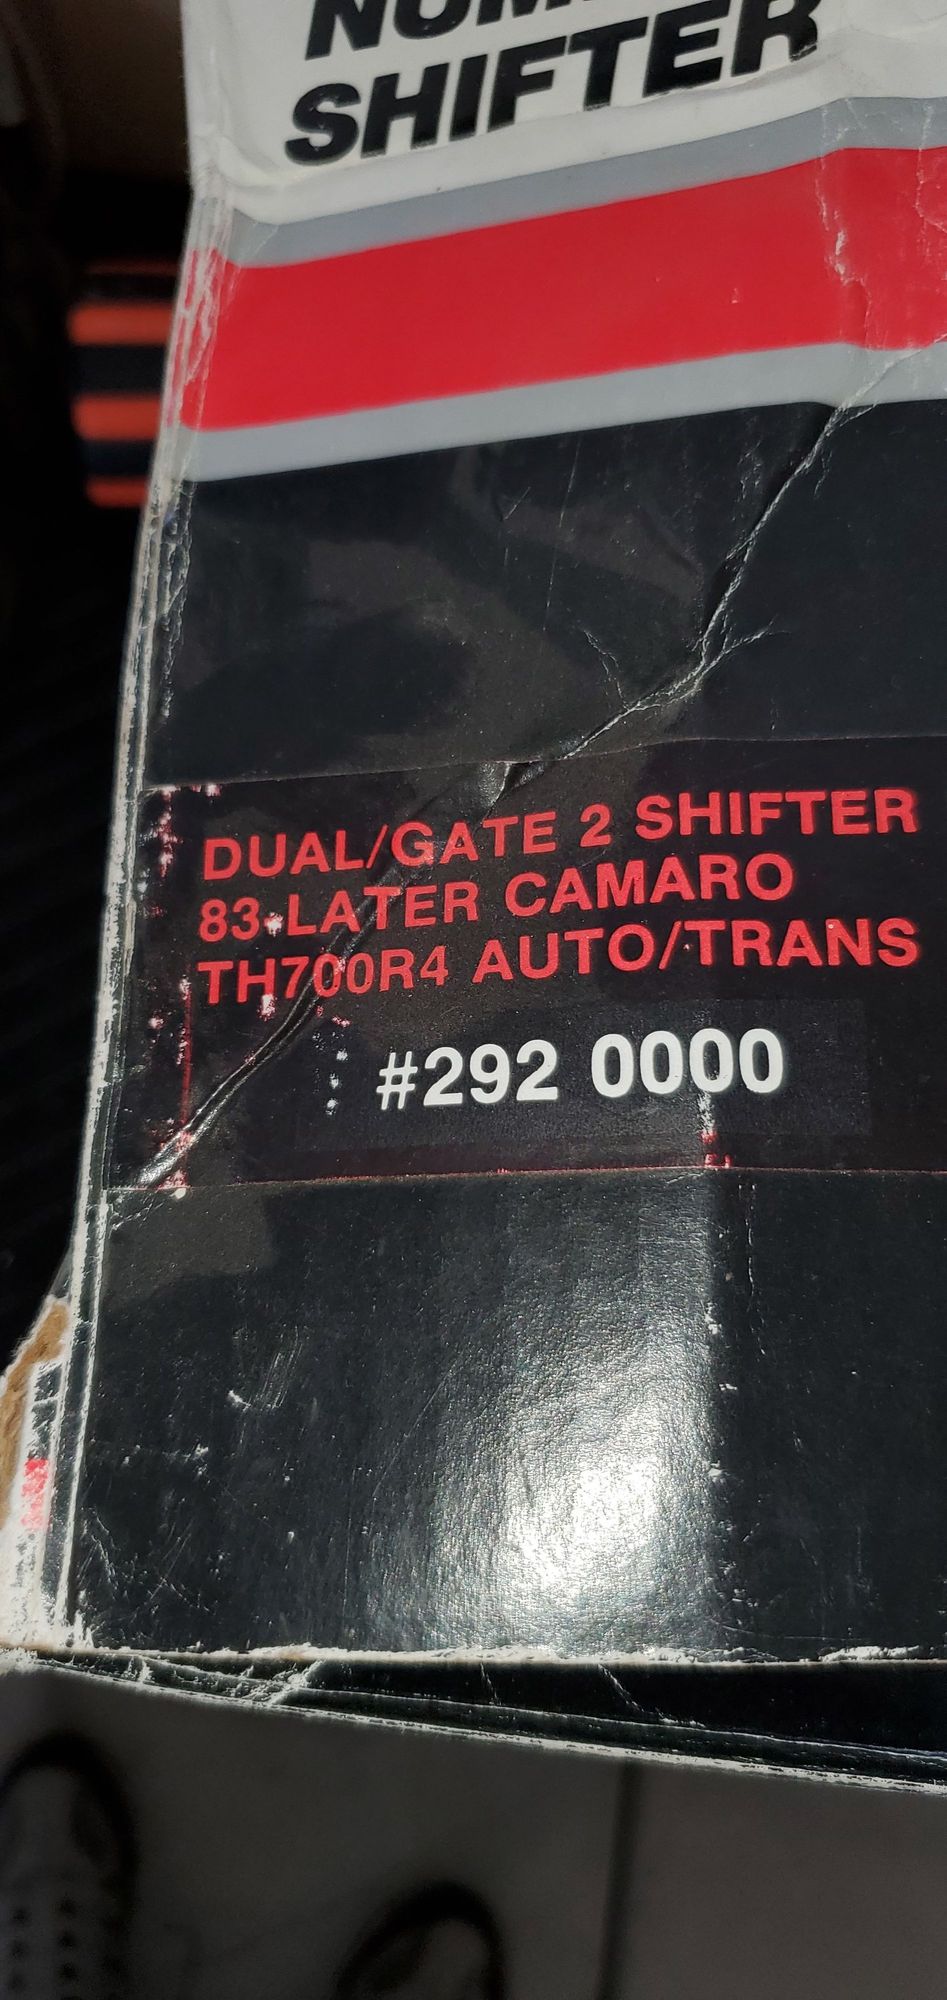 SHIFTER
DUAL/GATE 2 SHIFTER
83-LATER CAMARO
TH700R4 AUTO/TRANS
#292 0000